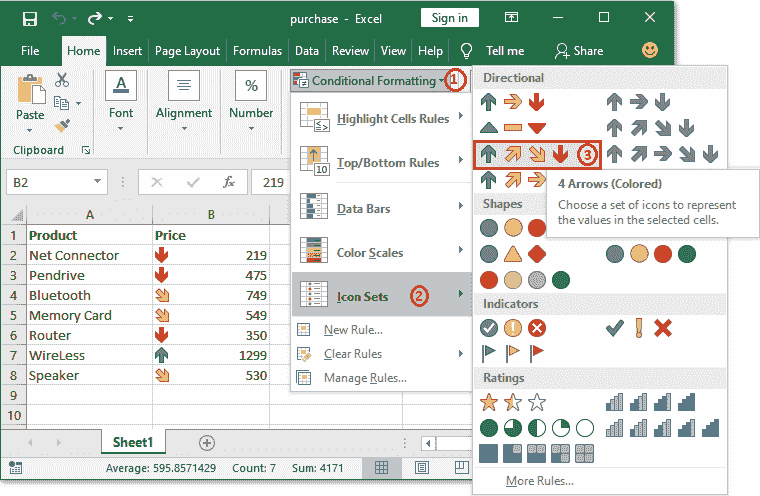 purchase - Excel
Sign in
File Home Insert Page Layout Formulas Data Review View Help Tell me Share
Paste
Clipboard
Font
Alignment
%
Number
Conditional Formatting 1
Highlight Cells Rules
Top/Bottom Rules
10
Data Bars
Color Scales
Icon Sets 2
New Rule...
Clear Rules
Manage Rules...
Directional
3
4 Arrows (Colored)
Choose a set of icons to represent
the values in the selected cells.
Shapes
Indicators
Ratings
More Rules...
B2 fx 219
A B
1 Product Price
2 Net Connector 219
3 Pendrive 475
4 Bluetooth 749
5 Memory Card 549
6 Router 350
7 WireLess 1299
8 Speaker 530
9
10
Sheet1
Average: 595.8571429 Count: 7 Sum: 4171